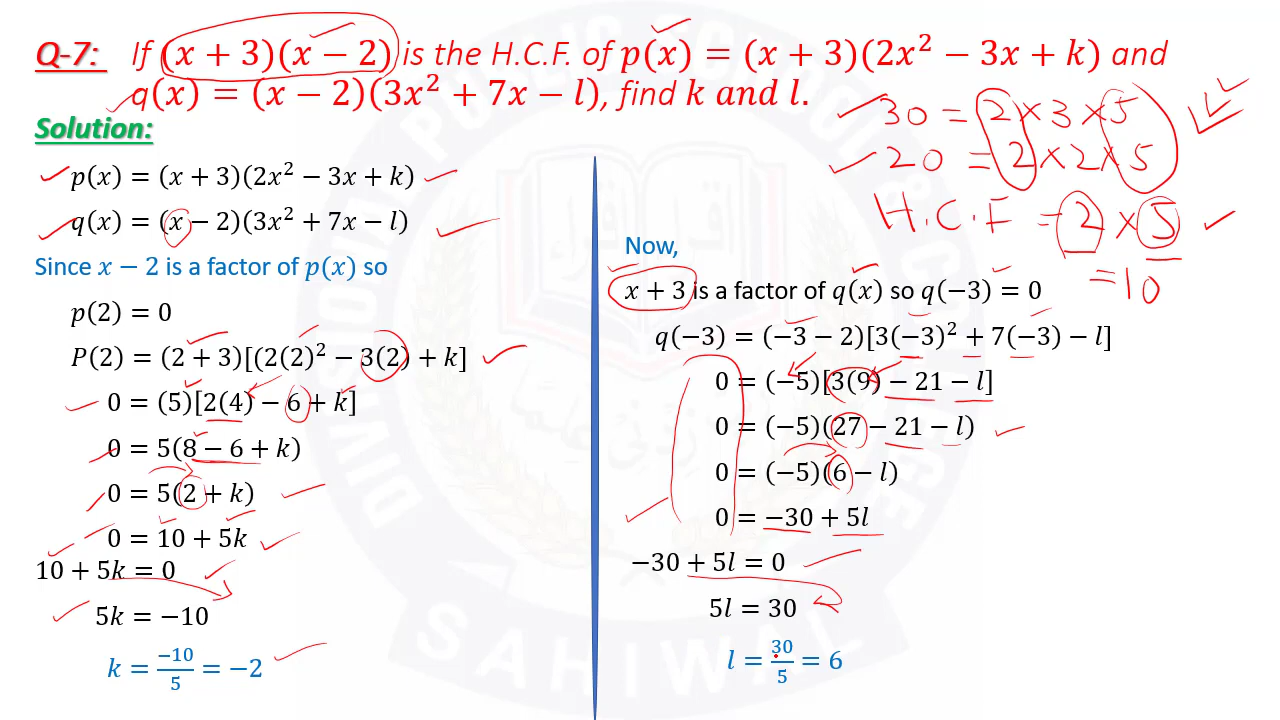 Q-7: If (x + 3)(x − 2) is the H.C.F. of p(x) = (x + 3)(2x² − 3x + k) and
q(x) = (x − 2)(3x² + 7x − l), find k and l.
Solution:
p(x) = (x + 3)(2x² − 3x + k)
q(x) = (x − 2)(3x² + 7x − l)
Since x − 2 is a factor of p(x) so
p(2) = 0
P(2) = (2 + 3)[(2(2)² − 3(2) + k]
0 = (5)[2(4) − 6 + k]
0 = 5(8 − 6 + k)
0 = 5(2 + k)
0 = 10 + 5k
10 + 5k = 0
5k = −10
k = −10/5 = −2
30 = 2 × 3 × 5
20 = 2 × 2 × 5
H.C.F = 2 × 5
= 10
Now,
x + 3 is a factor of q(x) so q(−3) = 0
q(−3) = (−3 − 2)[3(−3)² + 7(−3) − l]
0 = (−5)[3(9) − 21 − l]
0 = (−5)(27 − 21 − l)
0 = (−5)(6 − l)
0 = −30 + 5l
−30 + 5l = 0
5l = 30
l = 30/5 = 6
SAHIWAL